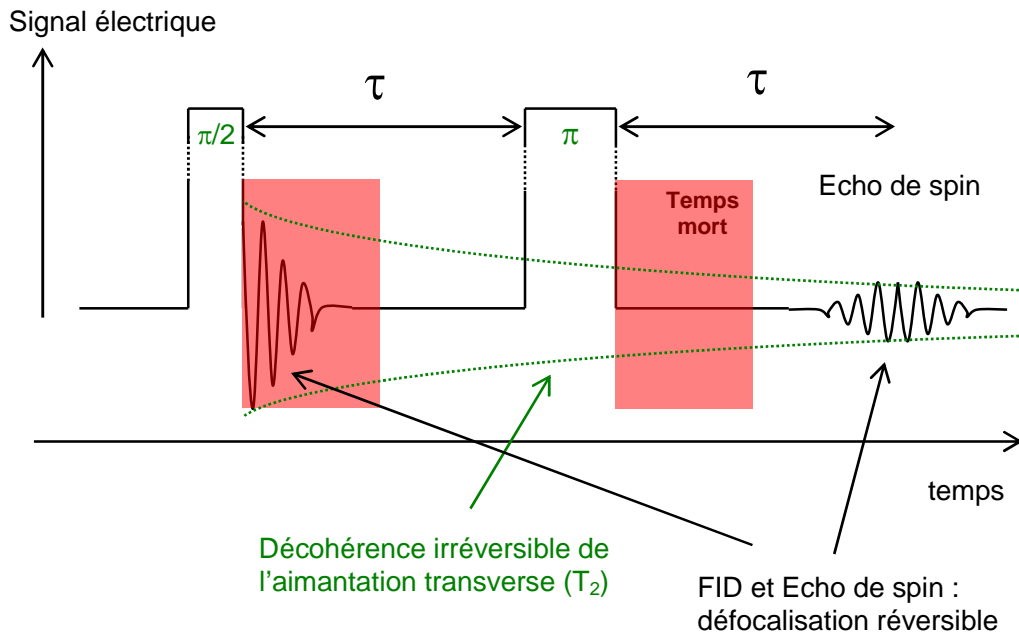 Signal électrique
τ
τ
π/2
π
Echo de spin
Temps
mort
temps
Décohérence irréversible de
l'aimantation transverse (T₂)
FID et Echo de spin :
défocalisation réversible